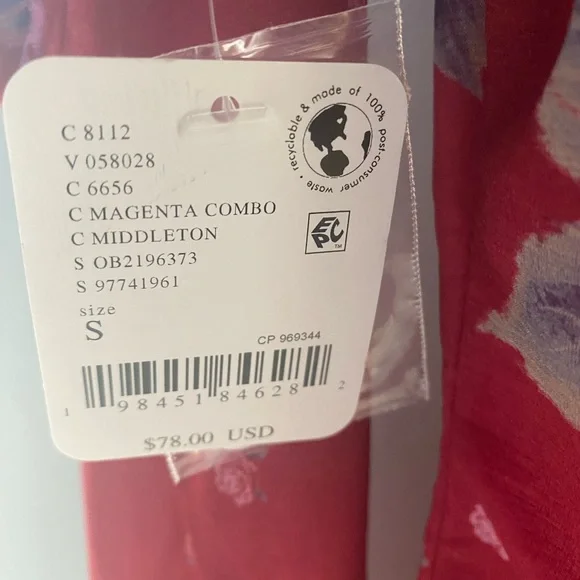 recyclable & made of 100% post-consumer waste •
C 8112
V 058028
C 6656
C MAGENTA COMBO
C MIDDLETON
S OB2196373
S 97741961
size
S
EPC™
CP 969344
1 98451 84628 2
$78.00 USD